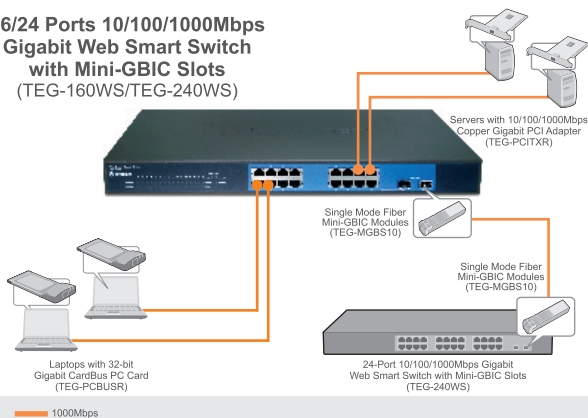 6/24 Ports 10/100/1000Mbps
Gigabit Web Smart Switch
with Mini-GBIC Slots
(TEG-160WS/TEG-240WS)
Servers with 10/100/1000Mbps
Copper Gigabit PCI Adapter
(TEG-PCITXR)
Single Mode Fiber
Mini-GBIC Modules
(TEG-MGBS10)
Single Mode Fiber
Mini-GBIC Modules
(TEG-MGBS10)
Laptops with 32-bit
Gigabit CardBus PC Card
(TEG-PCBUSR)
24-Port 10/100/1000Mbps Gigabit
Web Smart Switch with Mini-GBIC Slots
(TEG-240WS)
1000Mbps